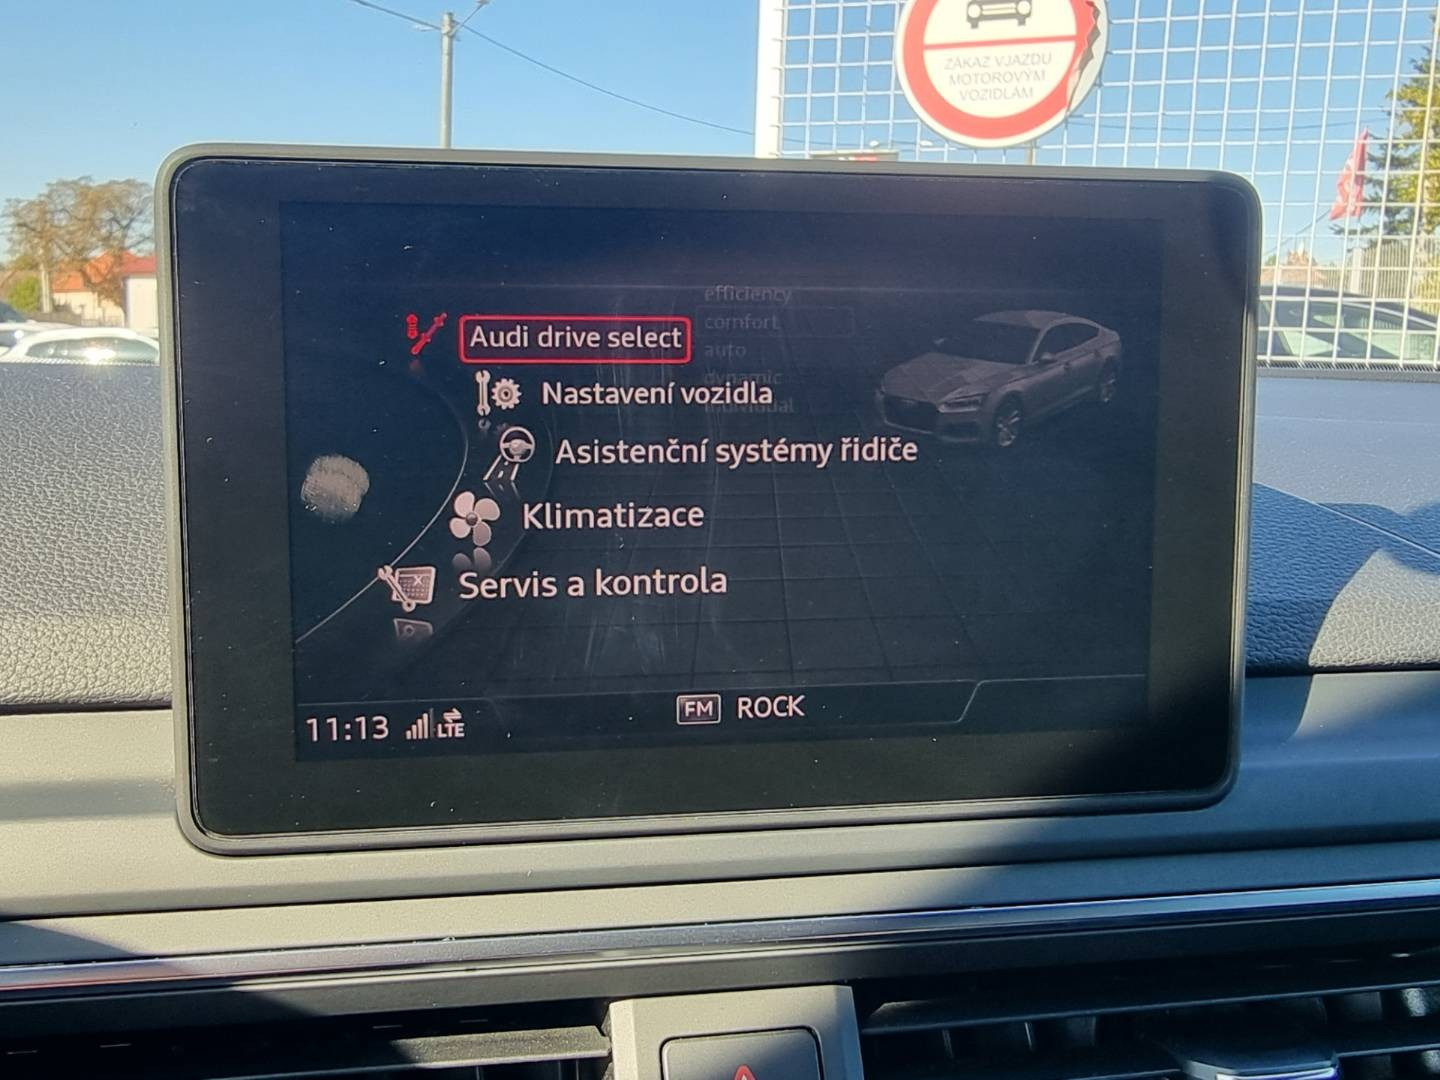 ZÁKAZ VJAZDU
MOTOROVÝM
VOZIDLÁM
efficiency
comfort
auto
dynamic
individual
Audi drive select
Nastavení vozidla
Asistenční systémy řidiče
Klimatizace
Servis a kontrola
11:13 LTE
FM ROCK